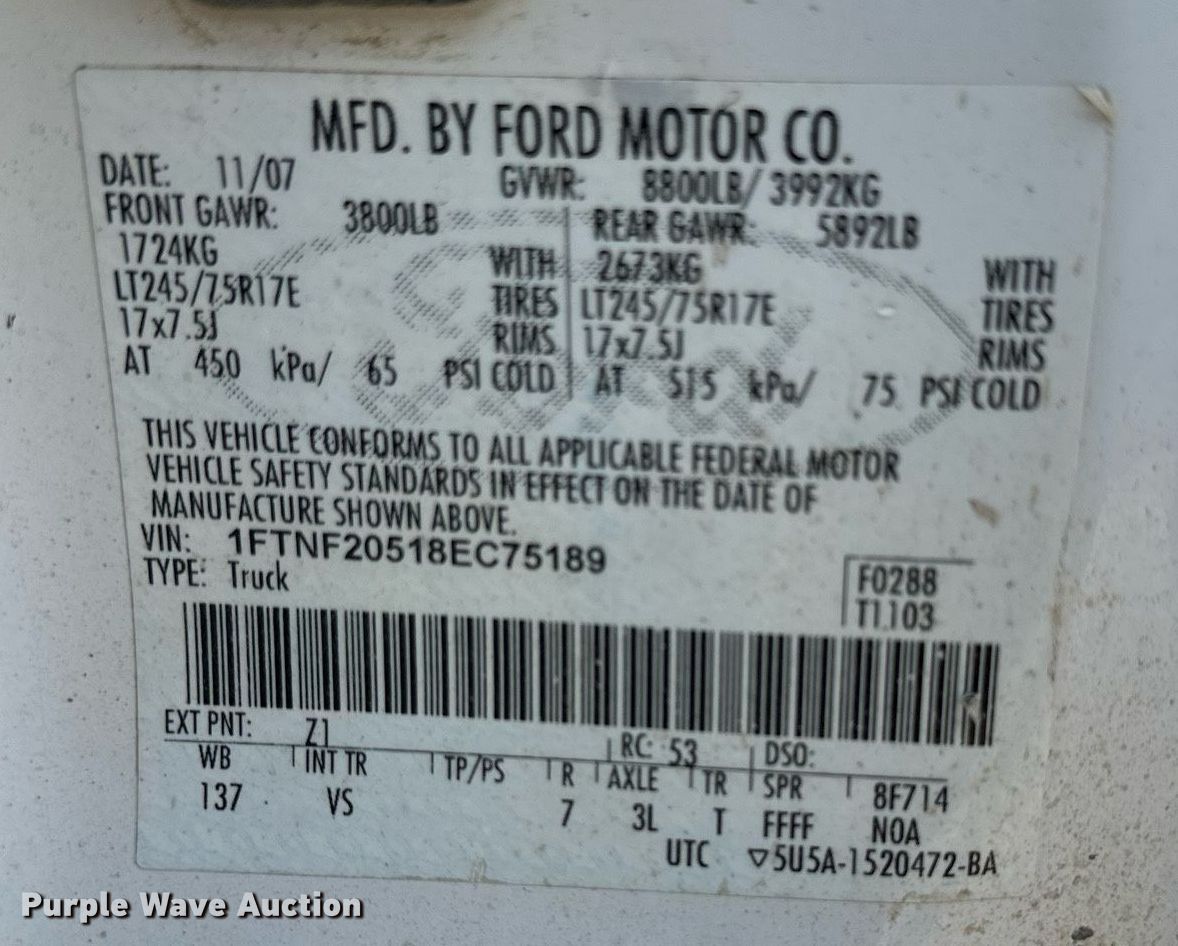 MFD. BY FORD MOTOR CO.
DATE: 11/07 GVWR: 8800LB/ 3992KG
FRONT GAWR: 3800LB REAR GAWR: 5892LB
1724KG WITH 2673KG WITH
LT245/75R17E TIRES LT245/75R17E TIRES
17x7.5J RIMS 17x7.5J RIMS
AT 450 kPa/ 65 PSI COLD AT 515 kPa/ 75 PSI COLD
THIS VEHICLE CONFORMS TO ALL APPLICABLE FEDERAL MOTOR
VEHICLE SAFETY STANDARDS IN EFFECT ON THE DATE OF
MANUFACTURE SHOWN ABOVE.
VIN: 1FTNF20518EC75189
TYPE: Truck
F0288
T1103
EXT PNT: Z1 RC: 53 DSO:
WB INT TR TP/PS R AXLE TR SPR 8F714
137 VS 7 3L T FFFF NOA
UTC ▽5U5A-1520472-BA
Purple Wave Auction